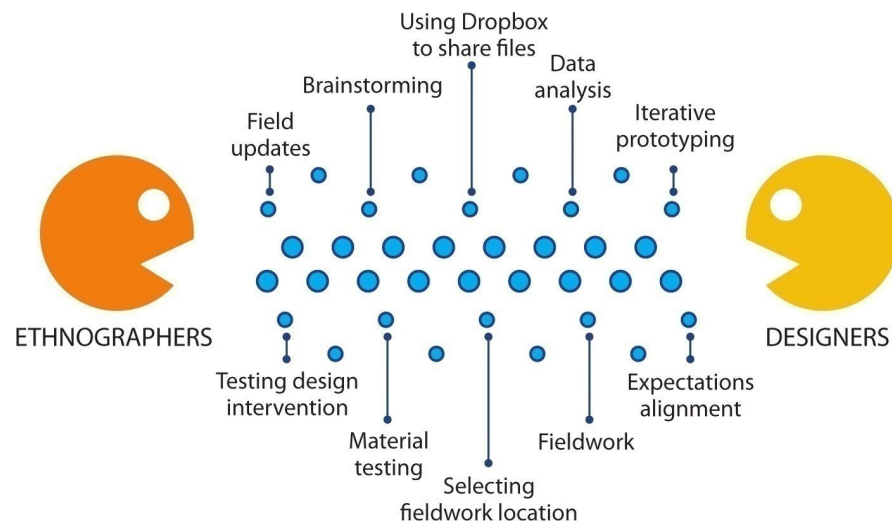 Using Dropbox
to share files
Brainstorming
Data
analysis
Field
updates
Iterative
prototyping
ETHNOGRAPHERS
DESIGNERS
Testing design
intervention
Material
testing
Selecting
fieldwork location
Fieldwork
Expectations
alignment